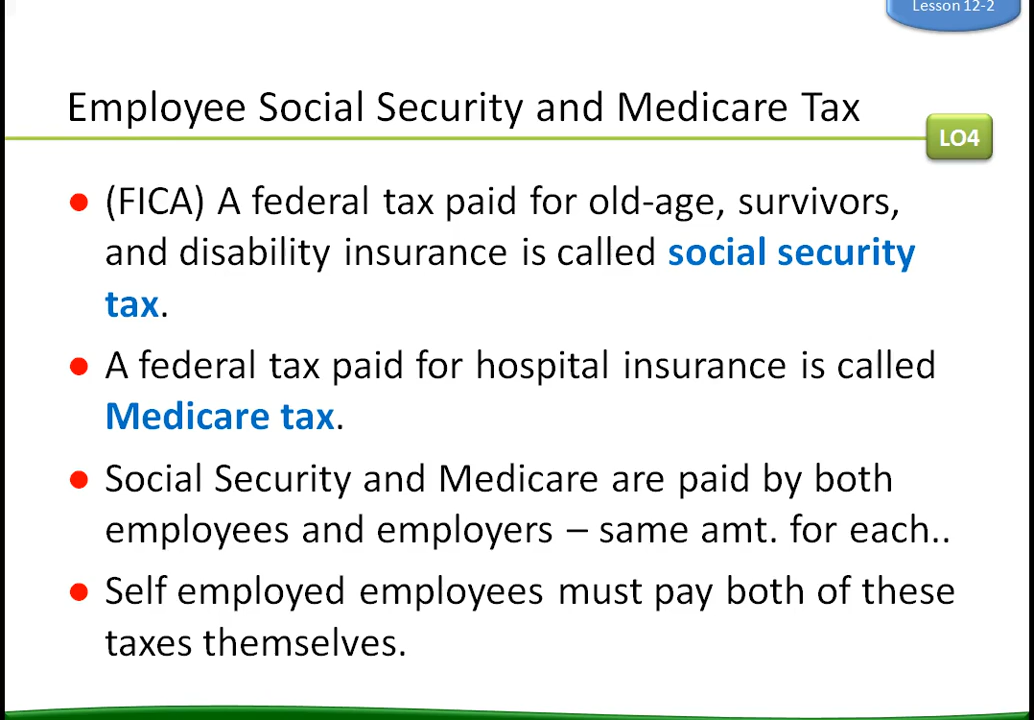 Lesson 12-2
Employee Social Security and Medicare Tax
LO4
● (FICA) A federal tax paid for old-age, survivors,
and disability insurance is called social security
tax.
● A federal tax paid for hospital insurance is called
Medicare tax.
● Social Security and Medicare are paid by both
employees and employers – same amt. for each..
● Self employed employees must pay both of these
taxes themselves.